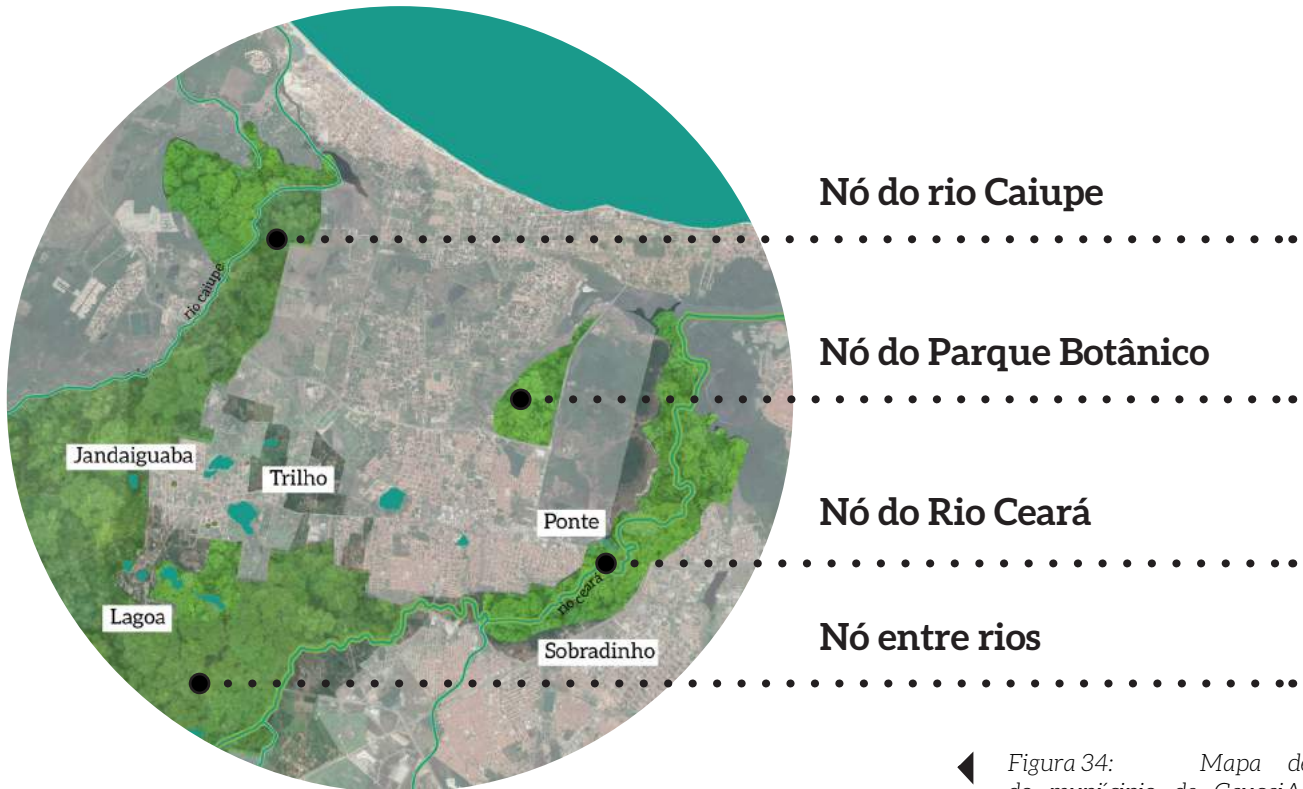 Nó do rio Caiupe
rio caiupe
Nó do Parque Botânico
Jandaiguaba
Trilho
Nó do Rio Ceará
Ponte
rio ceará
Lagoa
Nó entre rios
Sobradinho
Figura 34: Mapa